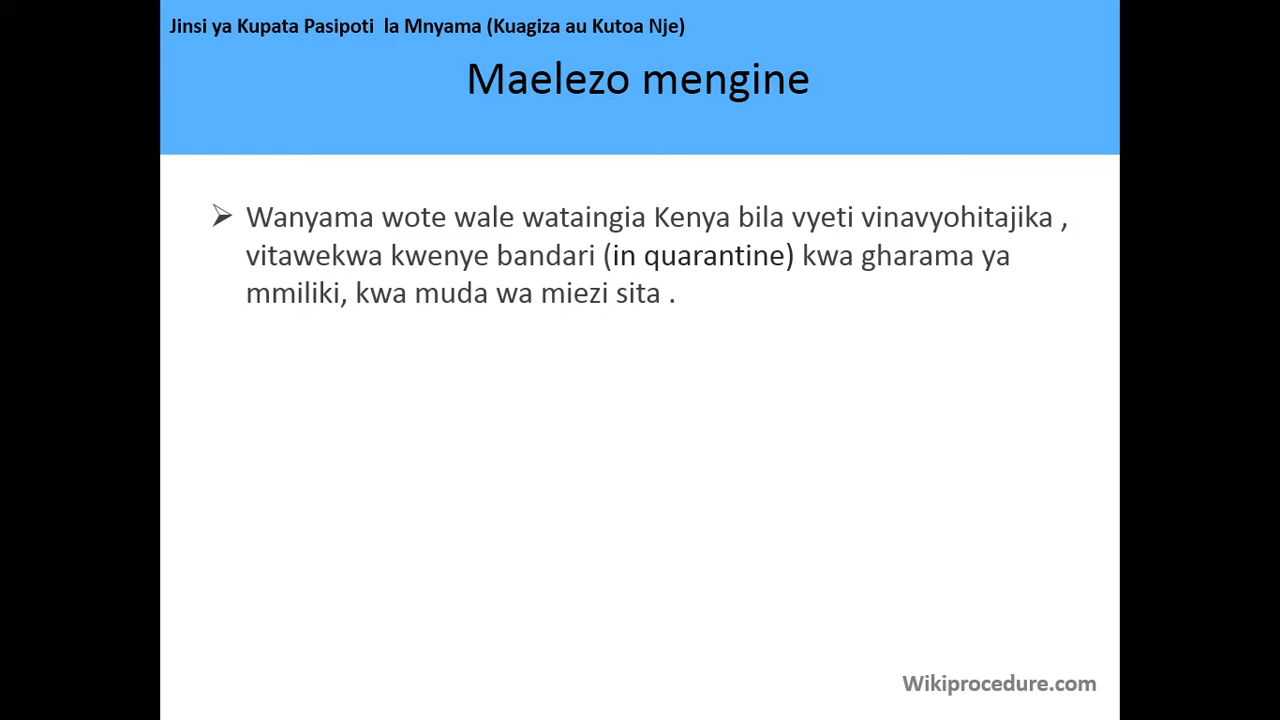 Jinsi ya Kupata Pasipoti la Mnyama (Kuagiza au Kutoa Nje)
Maelezo mengine
➢ Wanyama wote wale wataingia Kenya bila vyeti vinavyohitajika ,
vitawekwa kwenye bandari (in quarantine) kwa gharama ya
mmiliki, kwa muda wa miezi sita .
Wikiprocedure.com